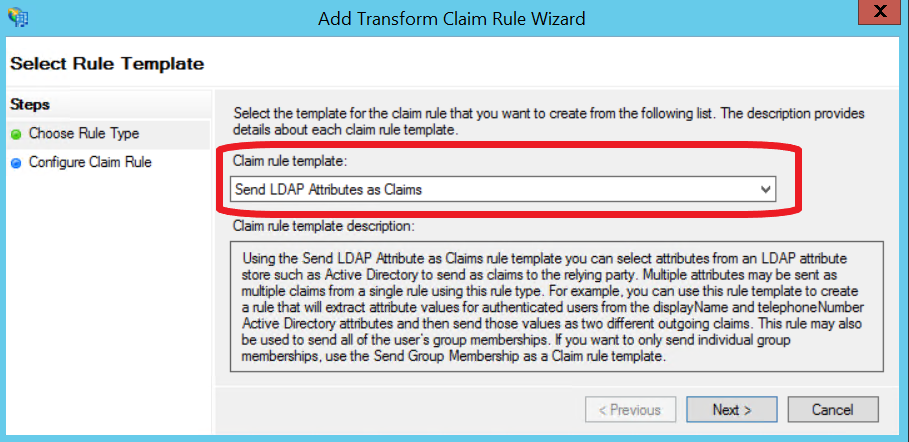 Add Transform Claim Rule Wizard
X
Select Rule Template
Steps
Choose Rule Type
Configure Claim Rule
Select the template for the claim rule that you want to create from the following list. The description provides
details about each claim rule template.
Claim rule template:
Send LDAP Attributes as Claims
Claim rule template description:
Using the Send LDAP Attribute as Claims rule template you can select attributes from an LDAP attribute
store such as Active Directory to send as claims to the relying party. Multiple attributes may be sent as
multiple claims from a single rule using this rule type. For example, you can use this rule template to create
a rule that will extract attribute values for authenticated users from the displayName and telephoneNumber
Active Directory attributes and then send those values as two different outgoing claims. This rule may also
be used to send all of the user's group memberships. If you want to only send individual group
memberships, use the Send Group Membership as a Claim rule template.
< Previous
Next >
Cancel